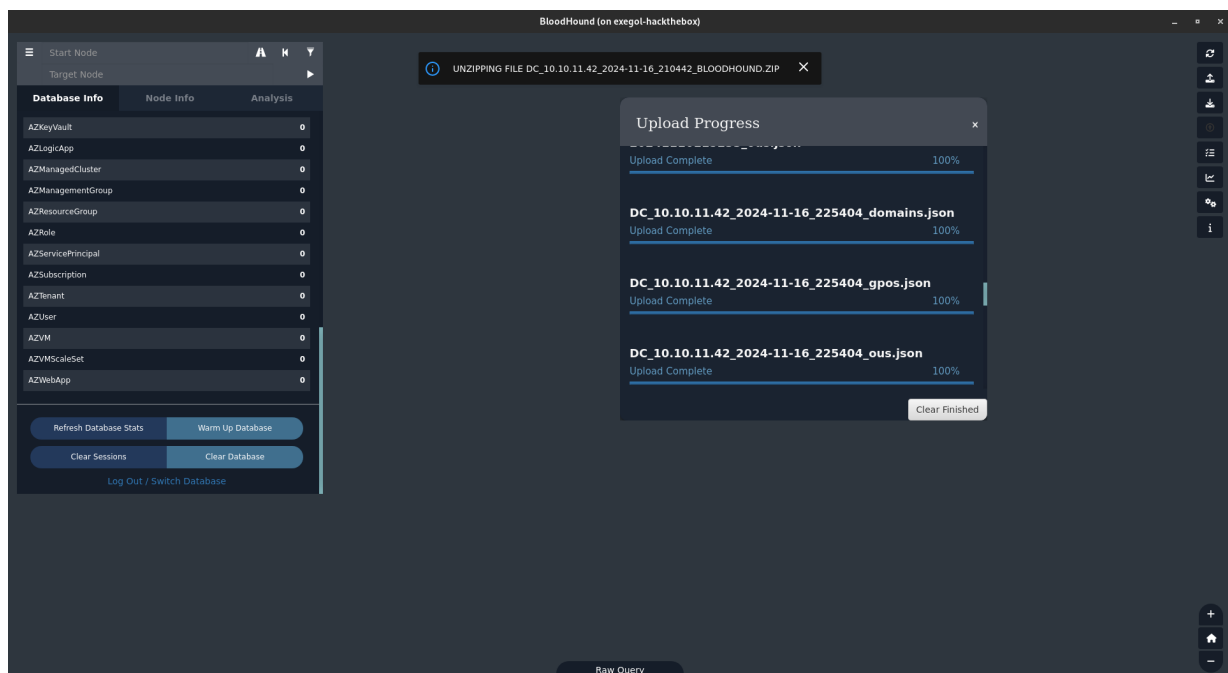 BloodHound (on exegol-hackthebox)
Start Node
Target Node
Database Info Node Info Analysis
AZKeyVault 0
AZLogicApp 0
AZManagedCluster 0
AZManagementGroup 0
AZResourceGroup 0
AZRole 0
AZServicePrincipal 0
AZSubscription 0
AZTenant 0
AZUser 0
AZVM 0
AZVMScaleSet 0
AZWebApp 0
Refresh Database Stats Warm Up Database
Clear Sessions Clear Database
Log Out / Switch Database
UNZIPPING FILE DC_10.10.11.42_2024-11-16_210442_BLOODHOUND.ZIP
Upload Progress
Upload Complete 100%
DC_10.10.11.42_2024-11-16_225404_domains.json
Upload Complete 100%
DC_10.10.11.42_2024-11-16_225404_gpos.json
Upload Complete 100%
DC_10.10.11.42_2024-11-16_225404_ous.json
Upload Complete 100%
Clear Finished
Raw Query